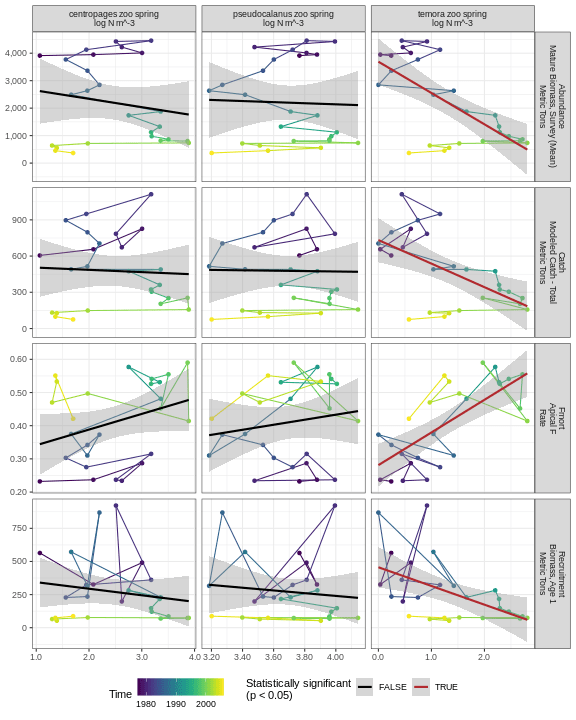 centropages zoo spring
log N m^-3
pseudocalanus zoo spring
log N m^-3
temora zoo spring
log N m^-3
4,000
3,000
2,000
1,000
0
Abundance
Mature Biomass, Survey (Mean)
Metric Tons
900
600
300
0
Catch
Modeled Catch - Total
Metric Tons
0.60
0.50
0.40
0.30
0.20
Fmort
Apical F
Rate
750
500
250
0
Recruitment
Biomass, Age 1
Metric Tons
1.0
2.0
3.0
4.0
3.20
3.40
3.60
3.80
4.00
0.0
1.0
2.0
Time
1980
1990
2000
Statistically significant
(p < 0.05)
FALSE
TRUE